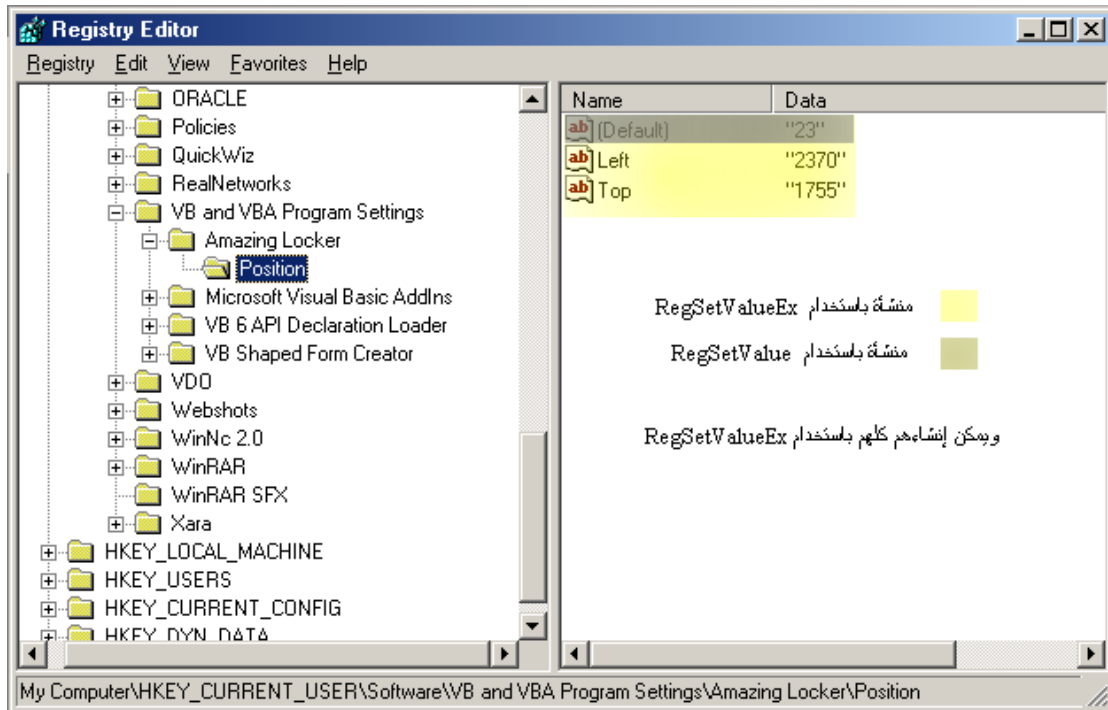 Registry Editor
Registry Edit View Favorites Help
ORACLE
Policies
QuickWiz
RealNetworks
VB and VBA Program Settings
Amazing Locker
Position
Microsoft Visual Basic AddIns
VB 6 API Declaration Loader
VB Shaped Form Creator
VDO
Webshots
WinNc 2.0
WinRAR
WinRAR SFX
Xara
HKEY_LOCAL_MACHINE
HKEY_USERS
HKEY_CURRENT_CONFIG
HKEY_DYN_DATA
Name Data
ab (Default) "23"
ab Left "2370"
ab Top "1755"
منشأة باستخدام RegSetValueEx
منشأة باستخدام RegSetValue
ويمكن إنشاءهم كلهم باستخدام RegSetValueEx
My Computer\HKEY_CURRENT_USER\Software\VB and VBA Program Settings\Amazing Locker\Position